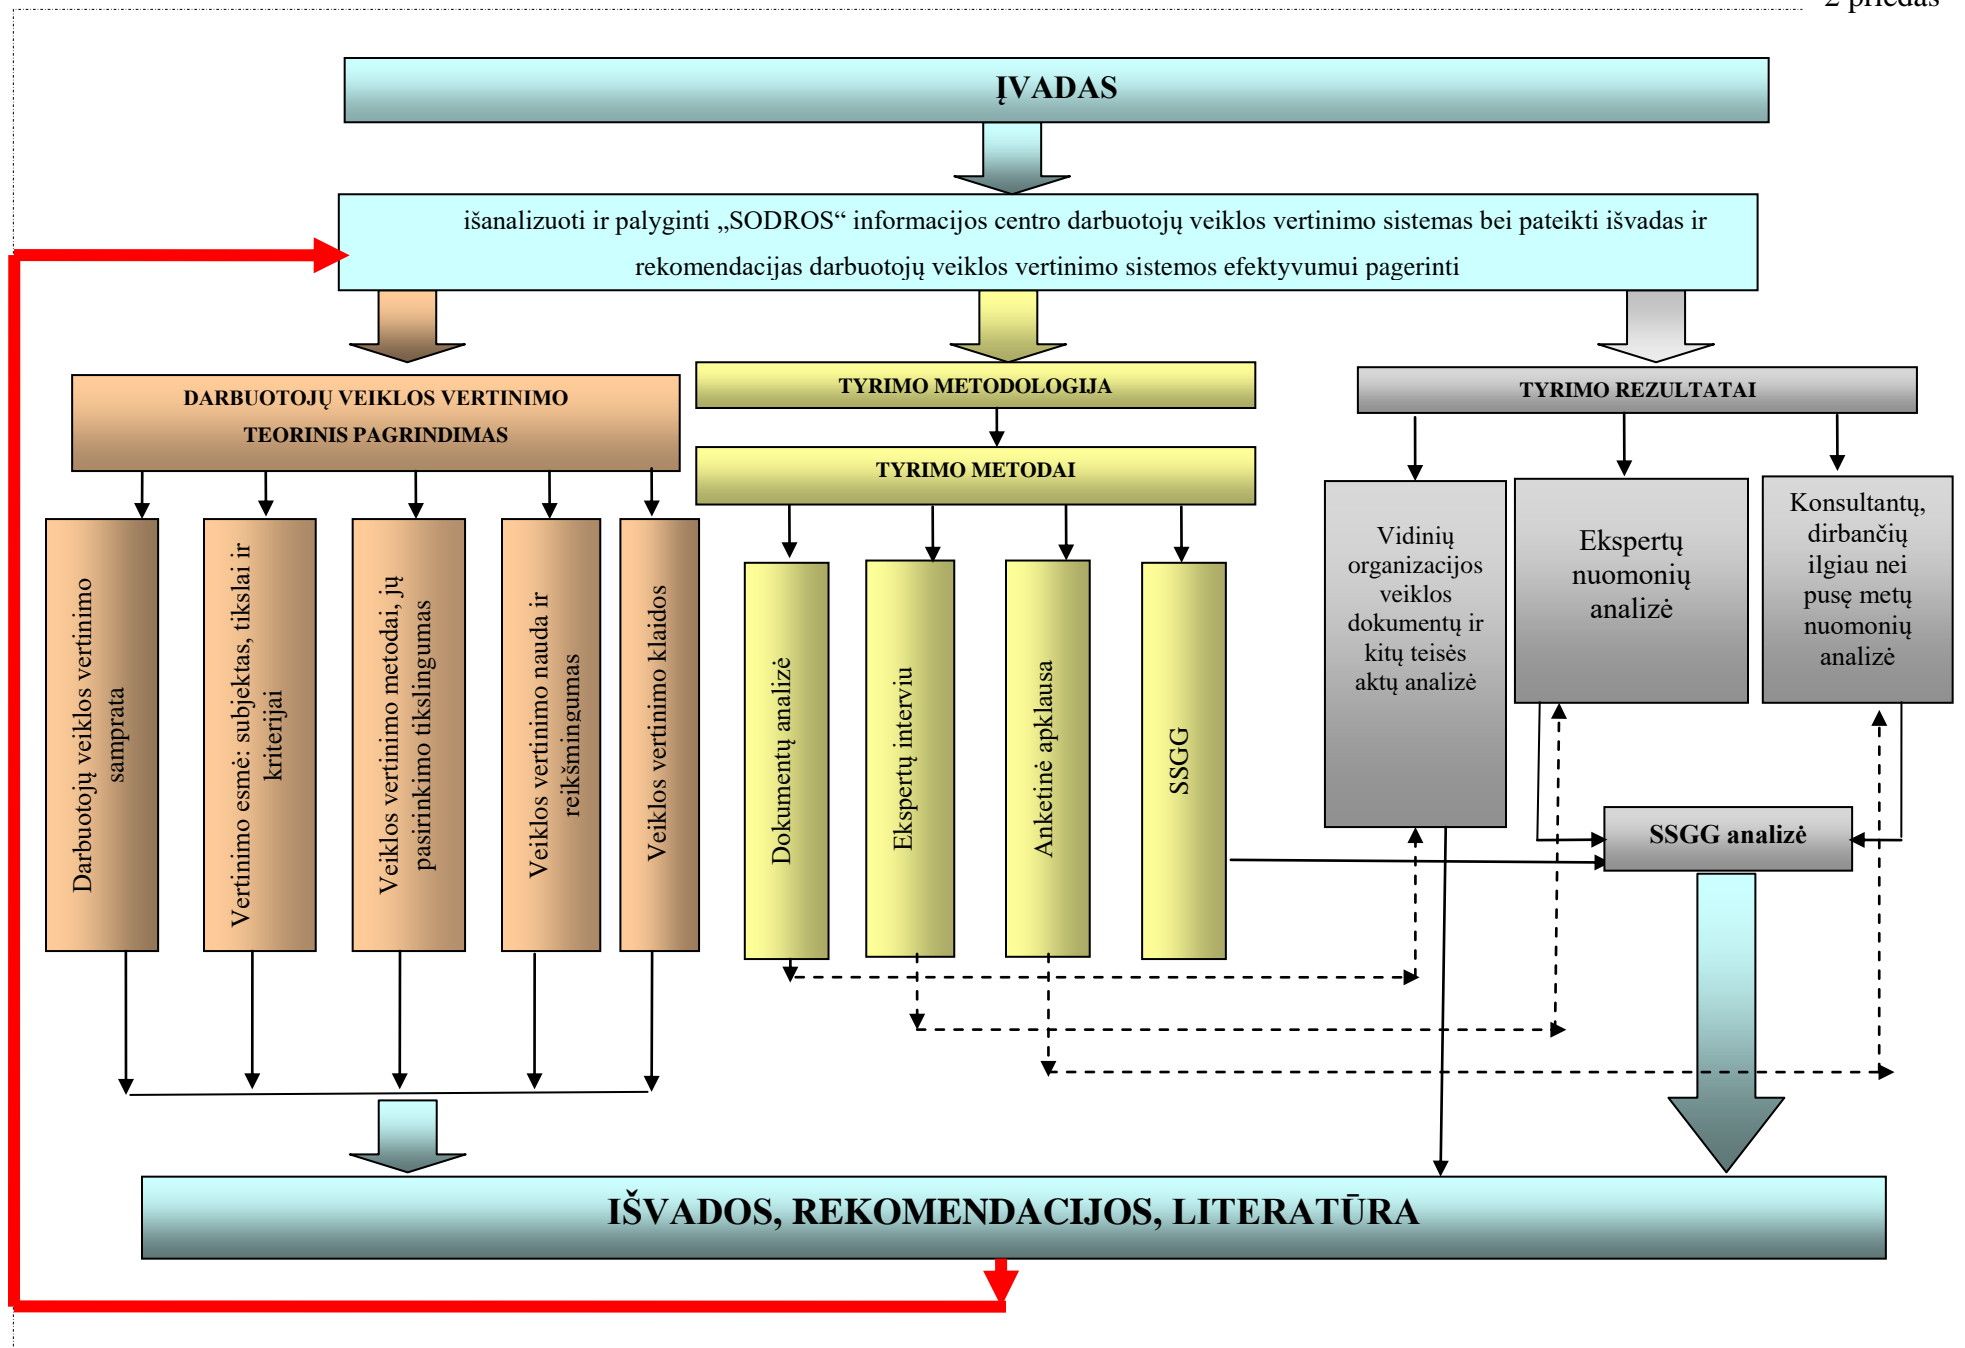 2 priedas
ĮVADAS
išanalizuoti ir palyginti „SODROS“ informacijos centro darbuotojų veiklos vertinimo sistemas bei pateikti išvadas ir
rekomendacijas darbuotojų veiklos vertinimo sistemos efektyvumui pagerinti
DARBUOTOJŲ VEIKLOS VERTINIMO
TEORINIS PAGRINDIMAS
TYRIMO METODOLOGIJA
TYRIMO METODAI
TYRIMO REZULTATAI
Darbuotojų veiklos vertinimo
samprata
Vertinimo esmė: subjektas, tikslai ir
kriterijai
Veiklos vertinimo metodai, jų
pasirinkimo tikslingumas
Veiklos vertinimo nauda ir
reikšmingumas
Veiklos vertinimo klaidos
Dokumentų analizė
Ekspertų interviu
Anketinė apklausa
SSGG
Vidinių
organizacijos
veiklos
dokumentų ir
kitų teisės
aktų analizė
Ekspertų
nuomonių
analizė
Konsultantų,
dirbančių
ilgiau nei
pusę metų
nuomonių
analizė
SSGG analizė
IŠVADOS, REKOMENDACIJOS, LITERATŪRA